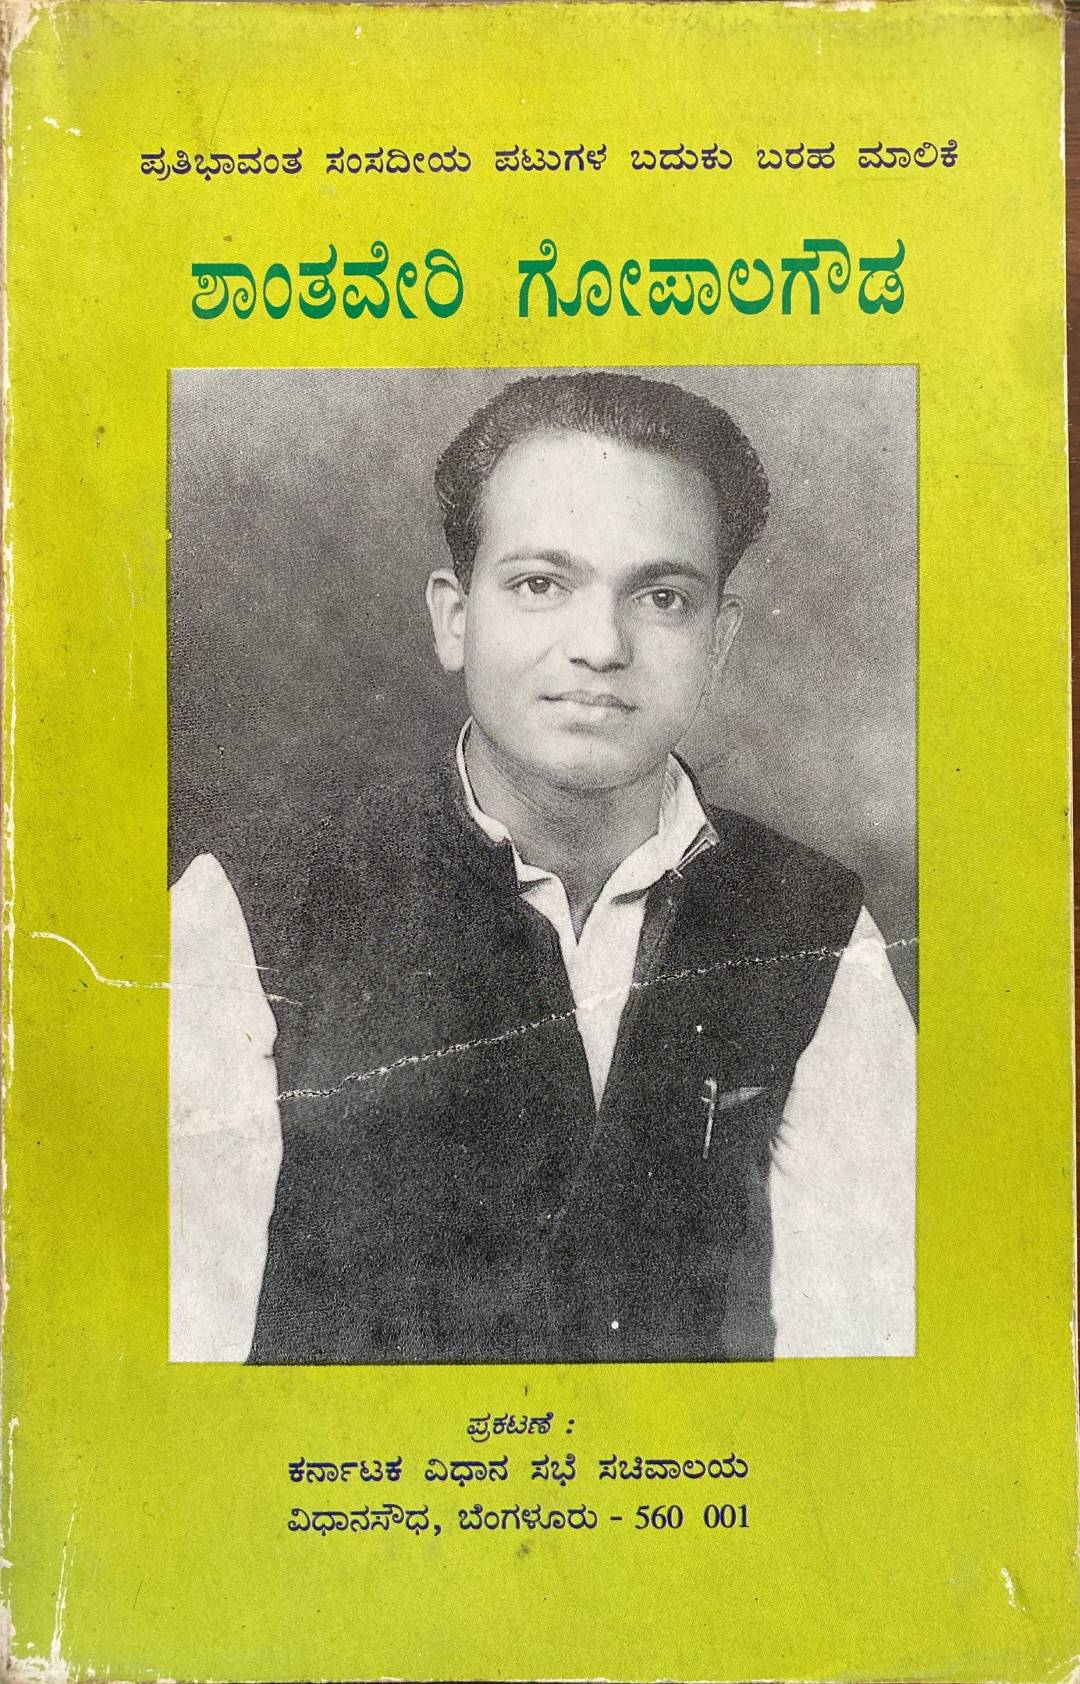 ಪ್ರತಿಭಾವಂತ ಸಂಸದೀಯ ಪಟುಗಳ ಬದುಕು ಬರಹ ಮಾಲಿಕೆ
ಶಾಂತವೇರಿ ಗೋಪಾಲಗೌಡ
ಪ್ರಕಟಣೆ :
ಕರ್ನಾಟಕ ವಿಧಾನ ಸಭೆ ಸಚಿವಾಲಯ
ವಿಧಾನಸೌಧ, ಬೆಂಗಳೂರು - 560 001